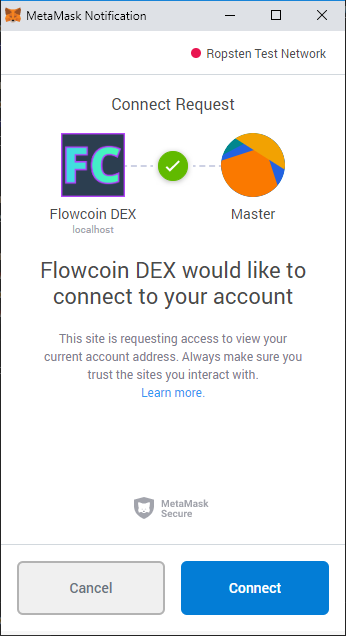 MetaMask Notification
Ropsten Test Network
Connect Request
FC
Flowcoin DEX
localhost
Master
Flowcoin DEX would like to
connect to your account
This site is requesting access to view your
current account address. Always make sure you
trust the sites you interact with.
Learn more.
MetaMask
Secure
Cancel
Connect